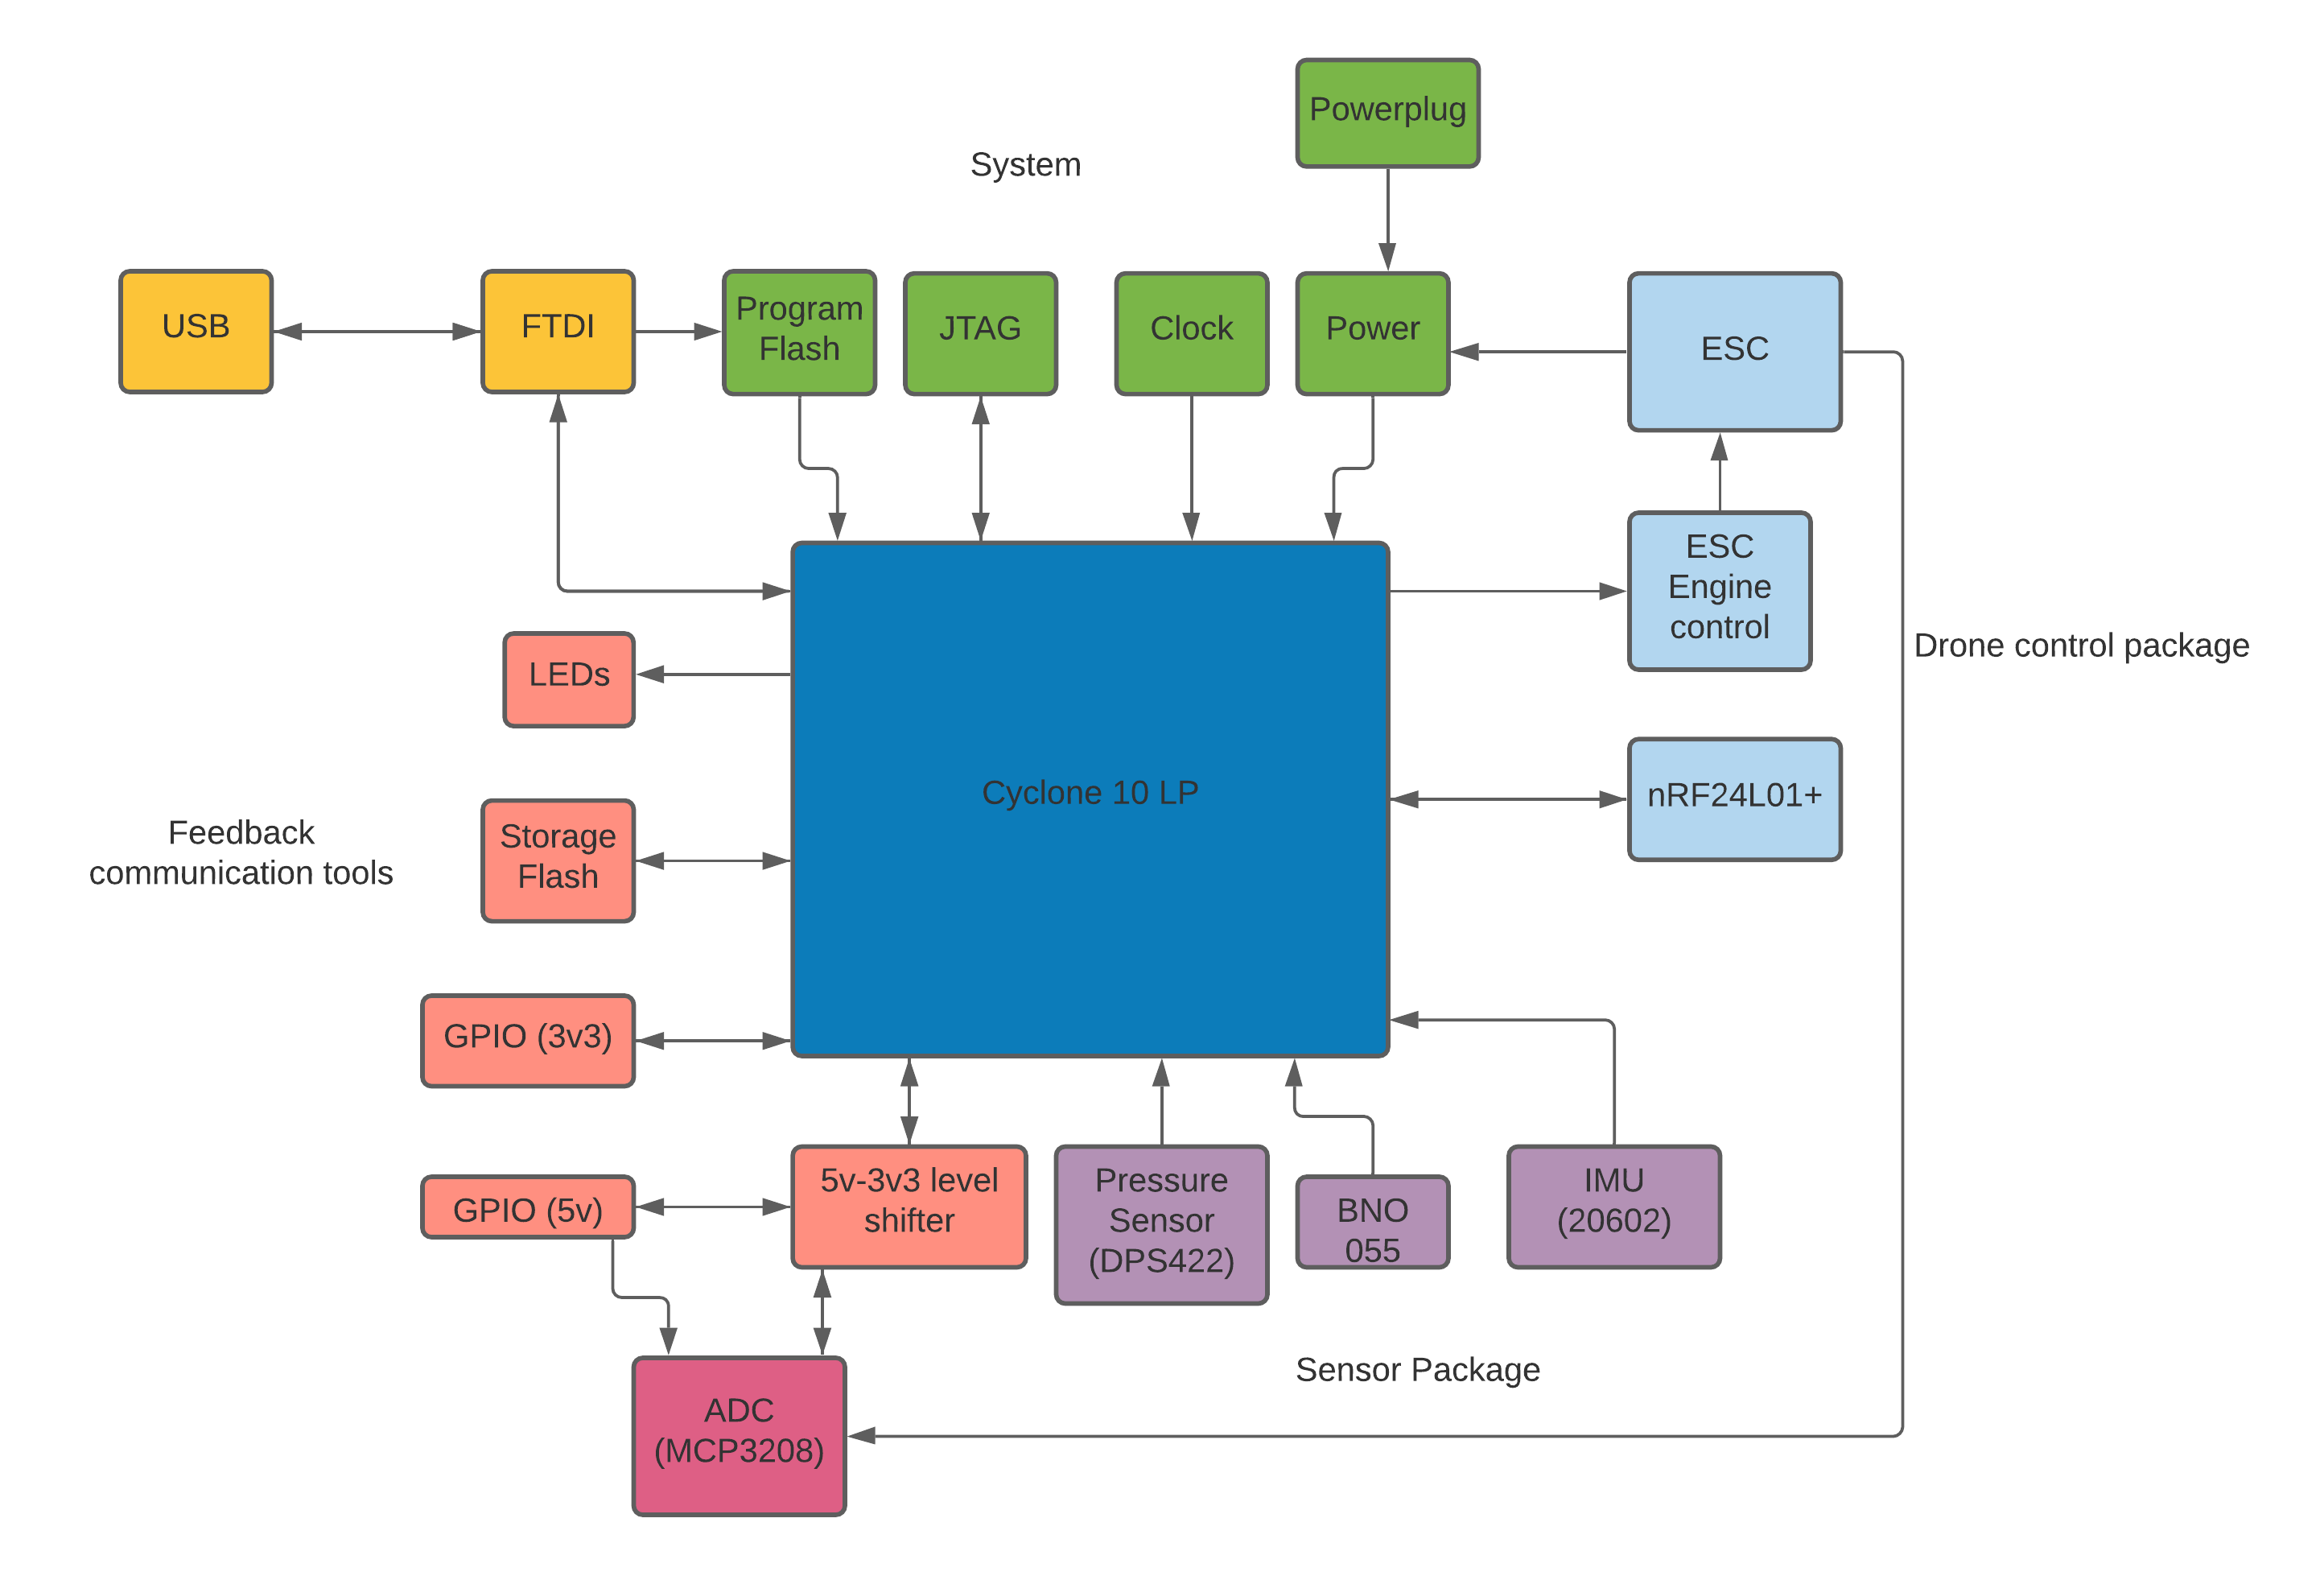 Powerplug
System
USB
FTDI
Program
Flash
JTAG
Clock
Power
ESC
ESC
Engine
control
Drone control package
LEDs
Cyclone 10 LP
nRF24L01+
Storage
Flash
Feedback
communication tools
GPIO (3v3)
GPIO (5v)
5v-3v3 level
shifter
Pressure
Sensor
(DPS422)
BNO
055
IMU
(20602)
Sensor Package
ADC
(MCP3208)